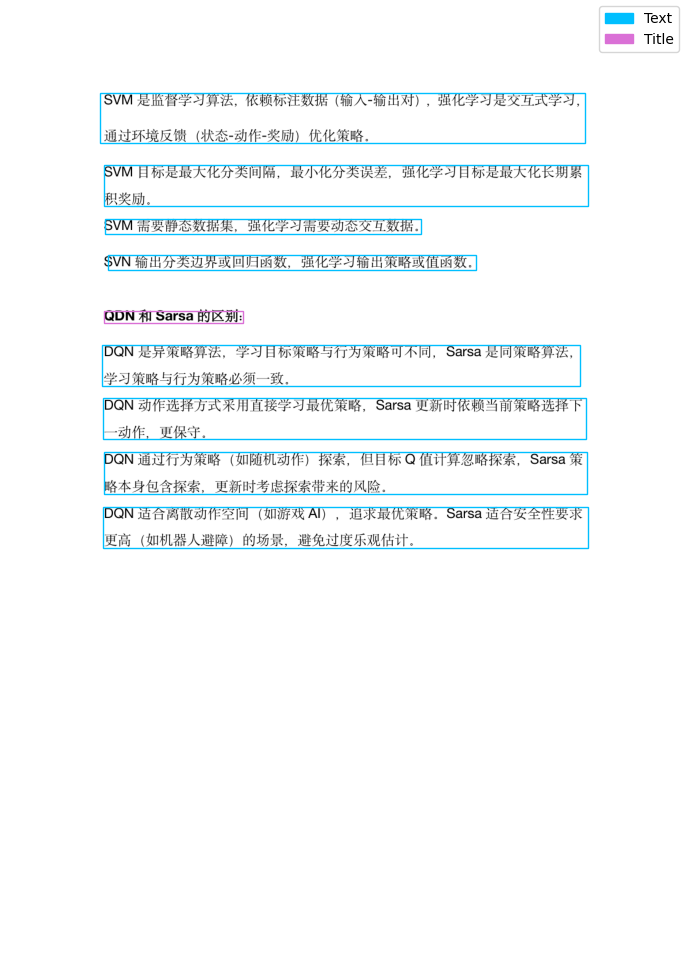 Text
Title
SVM 是监督学习算法，依赖标注数据（输入-输出对），强化学习是交互式学习，
通过环境反馈（状态-动作-奖励）优化策略。
SVM 目标是最大化分类间隔，最小化分类误差，强化学习目标是最大化长期累
积奖励。
SVM 需要静态数据集，强化学习需要动态交互数据。
SVN 输出分类边界或回归函数，强化学习输出策略或值函数。
QDN 和 Sarsa 的区别:
DQN 是异策略算法，学习目标策略与行为策略可不同，Sarsa 是同策略算法，
学习策略与行为策略必须一致。
DQN 动作选择方式采用直接学习最优策略，Sarsa 更新时依赖当前策略选择下
一动作，更保守。
DQN 通过行为策略（如随机动作）探索，但目标 Q 值计算忽略探索，Sarsa 策
略本身包含探索，更新时考虑探索带来的风险。
DQN 适合离散动作空间（如游戏 AI），追求最优策略。Sarsa 适合安全性要求
更高（如机器人避障）的场景，避免过度乐观估计。